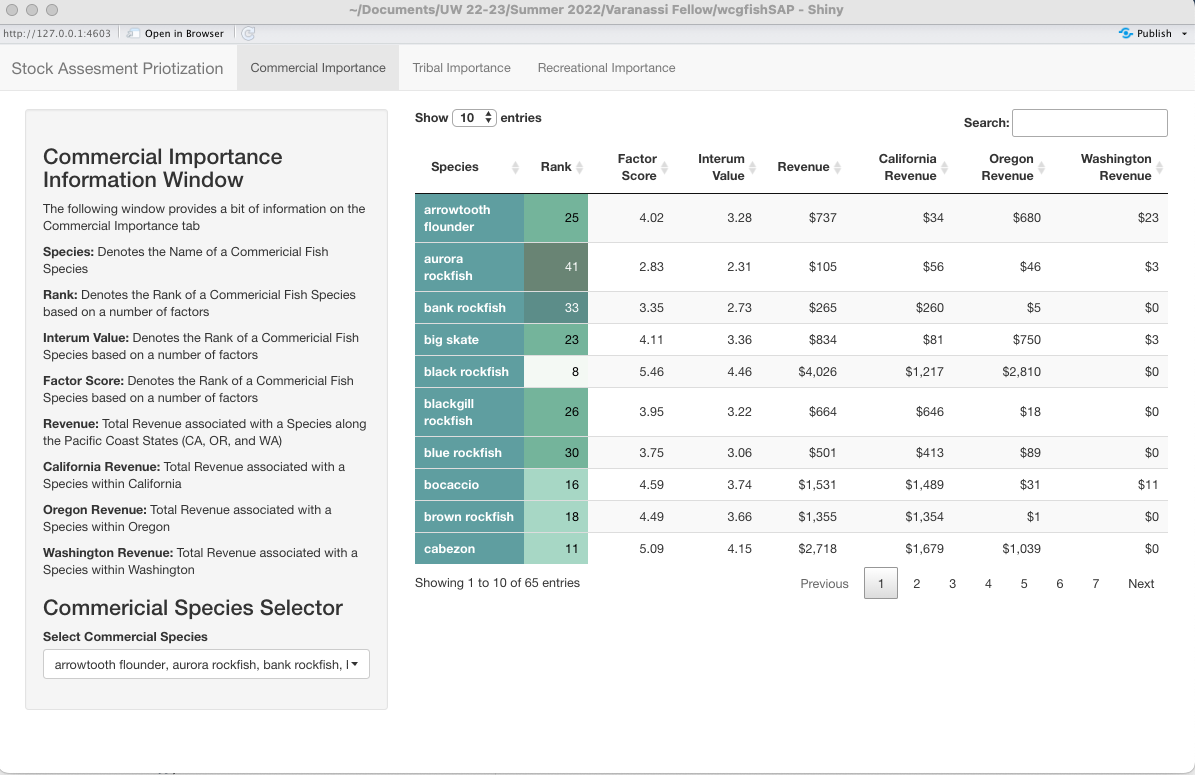 ~/Documents/UW 22-23/Summer 2022/Varanassi Fellow/wcgfishSAP - Shiny
http://127.0.0.1:4603 Open in Browser Publish
Stock Assesment Priotization Commercial Importance Tribal Importance Recreational Importance
Commercial Importance
Information Window
The following window provides a bit of information on the
Commercial Importance tab
Species: Denotes the Name of a Commericial Fish
Species
Rank: Denotes the Rank of a Commericial Fish Species
based on a number of factors
Interum Value: Denotes the Rank of a Commericial Fish
Species based on a number of factors
Factor Score: Denotes the Rank of a Commericial Fish
Species based on a number of factors
Revenue: Total Revenue associated with a Species along
the Pacific Coast States (CA, OR, and WA)
California Revenue: Total Revenue associated with a
Species within California
Oregon Revenue: Total Revenue associated with a
Species within Oregon
Washington Revenue: Total Revenue associated with a
Species within Washington
Commericial Species Selector
Select Commercial Species
arrowtooth flounder, aurora rockfish, bank rockfish,
Show 10 entries
Search:
Species Rank Factor Score Interum Value Revenue California Revenue Oregon Revenue Washington Revenue
arrowtooth flounder 25 4.02 3.28 $737 $34 $680 $23
aurora rockfish 41 2.83 2.31 $105 $56 $46 $3
bank rockfish 33 3.35 2.73 $265 $260 $5 $0
big skate 23 4.11 3.36 $834 $81 $750 $3
black rockfish 8 5.46 4.46 $4,026 $1,217 $2,810 $0
blackgill rockfish 26 3.95 3.22 $664 $646 $18 $0
blue rockfish 30 3.75 3.06 $501 $413 $89 $0
bocaccio 16 4.59 3.74 $1,531 $1,489 $31 $11
brown rockfish 18 4.49 3.66 $1,355 $1,354 $1 $0
cabezon 11 5.09 4.15 $2,718 $1,679 $1,039 $0
Showing 1 to 10 of 65 entries
Previous 1 2 3 4 5 6 7 Next